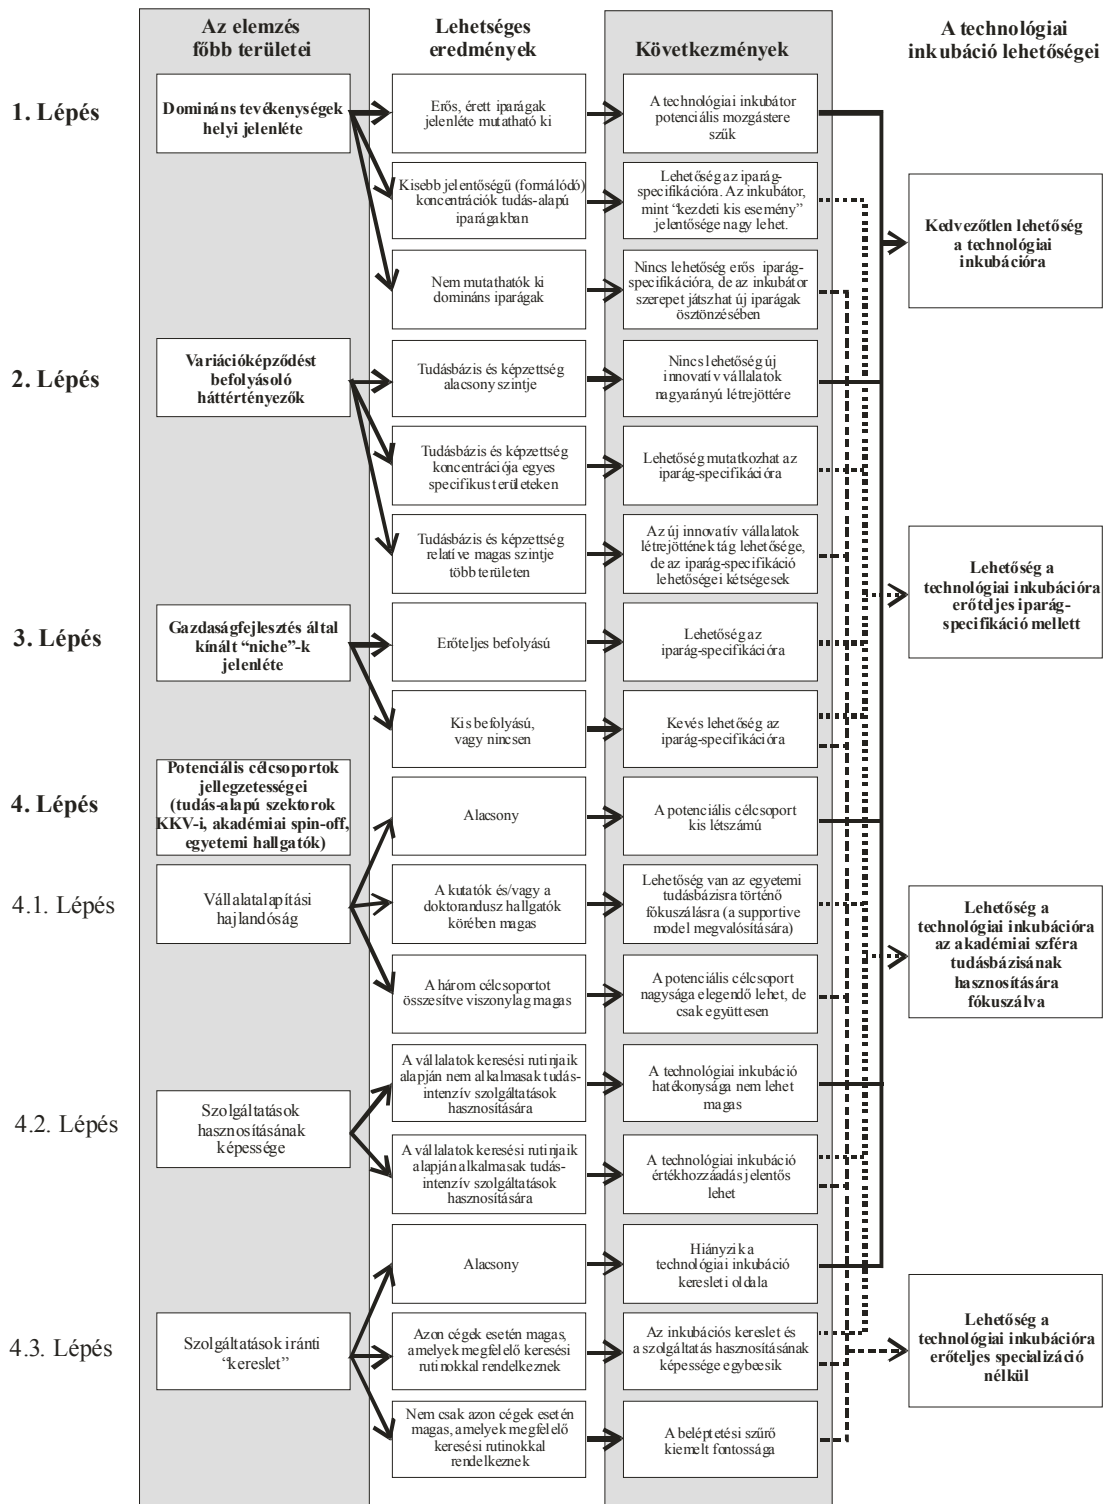 Az elemzés
főbb területei
Lehetséges
eredmények
Következmények
A technológiai
inkubáció lehetőségei
1. Lépés
Domináns tevékenységek
helyi jelenléte
Erős, érett iparágak
jelenléte mutatható ki
A technológiai inkubátor
potenciális mozgástere
szűk
Kisebb jelentőségű (formálódó)
koncentrációk tudás-alapú
iparágakban
Lehetőség az iparág-
specifikációra. Az inkubátor,
mint “kezdeti kis esemény”
jelentősége nagy lehet.
Nem mutathatók ki
domináns iparágak
Nincs lehetőség erős iparág-
specifikációra, de az inkubátor
szerepet játszhat új iparágak
ösztönzésében
Kedvezőtlen lehetőség
a technológiai
inkubációra
2. Lépés
Variációképződést
befolyásoló
háttértényezők
Tudásbázis és képzettség
alacsony szintje
Nincs lehetőség új
innovatív vállalatok
nagyarányú létrejöttére
Tudásbázis és képzettség
koncentrációja egyes
specifikus területeken
Lehetőség mutatkozhat az
iparág-specifikációra
Tudásbázis és képzettség
relatíve magas szintje
több területen
Az új innovatív vállalatok
létrejöttének tág lehetősége,
de az iparág-specifikáció
lehetőségei kétségesek
Lehetőség a
technológiai inkubációra
erőteljes iparág-
specifikáció mellett
3. Lépés
Gazdaságfejlesztés által
kínált “niche”-k
jelenléte
Erőteljes befolyású
Lehetőség az
iparág-specifikációra
Kis befolyású,
vagy nincsen
Kevés lehetőség az
iparág-specifikációra
4. Lépés
Potenciális célcsoportok
jellegzetességei
(tudás-alapú szektorok
KKV-i, akadémiai spin-off,
egyetemi hallgatók)
Alacsony
A potenciális célcsoport
kis létszámú
4.1. Lépés
Vállalatalapítási
hajlandóság
A kutatók és/vagy a
doktorandusz hallgatók
körében magas
Lehetőség van az egyetemi
tudásbázisra történő
fókuszálásra (a supportive
model megvalósítására)
A három célcsoportot
összesítve viszonylag magas
A potenciális célcsoport
nagysága elegendő lehet, de
csak együttesen
Lehetőség a
technológiai inkubációra
az akadémiai szféra
tudásbázisának
hasznosítására
fókuszálva
4.2. Lépés
Szolgáltatások
hasznosításának
képessége
A vállalatok keresési rutinjaik
alapján nem alkalmasak tudás-
intenzív szolgáltatások
hasznosítására
A technológiai inkubáció
hatékonysága nem lehet
magas
A vállalatok keresési rutinjaik
alapján alkalmasak tudás-
intenzív szolgáltatások
hasznosítására
A technológiai inkubáció
értékhozzáadás jelentős
lehet
Alacsony
Hiányzik a
technológiai inkubáció
keresleti oldala
4.3. Lépés
Szolgáltatások iránti
“kereslet”
Azon cégek esetén magas,
amelyek megfelelő keresési
rutinokkal rendelkeznek
Az inkubációs kereslet és
a szolgáltatás hasznosításának
képessége egybeesik
Nem csak azon cégek esetén
magas, amelyek megfelelő
keresési rutinokkal
rendelkeznek
A beléptetési szűrő
kiemelt fontossága
Lehetőség a
technológiai inkubációra
erőteljes specializáció
nélkül